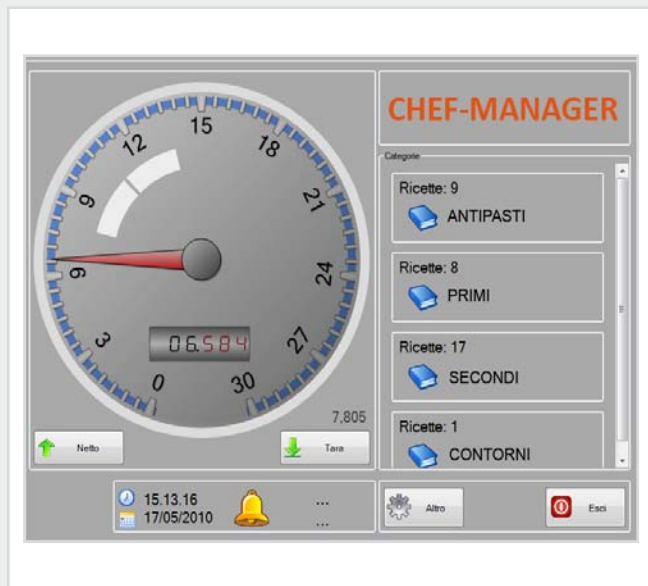 CHEF-MANAGER
0
3
6
9
12
15
18
21
24
27
30
06.584
7,805
Netto
Tara
Categorie
Ricette: 9
ANTIPASTI
Ricette: 8
PRIMI
Ricette: 17
SECONDI
Ricette: 1
CONTORNI
15.13.16
17/05/2010
...
...
Altro
Esci